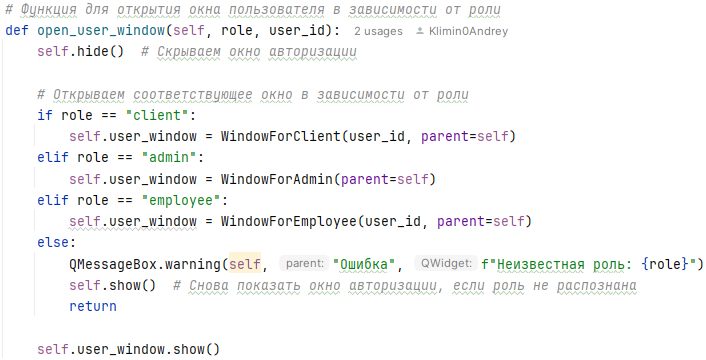 # Функция для открытия окна пользователя в зависимости от роли
def open_user_window(self, role, user_id): 2 usages Klimin0Andrey
self.hide() # Скрываем окно авторизации
# Открываем соответствующее окно в зависимости от роли
if role == "client":
self.user_window = WindowForClient(user_id, parent=self)
elif role == "admin":
self.user_window = WindowForAdmin(parent=self)
elif role == "employee":
self.user_window = WindowForEmployee(user_id, parent=self)
else:
QMessageBox.warning(self, parent: "Ошибка", QWidget: f"Неизвестная роль: {role}")
self.show() # Снова показать окно авторизации, если роль не распознана
return
self.user_window.show()